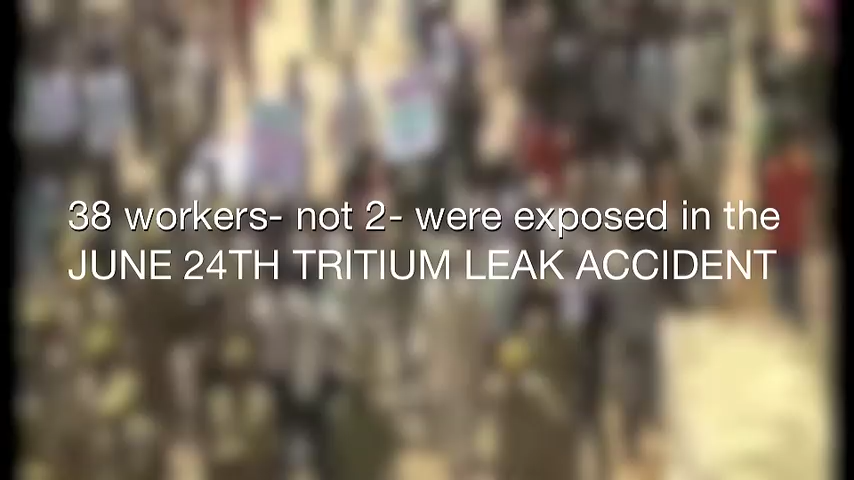 38 workers- not 2- were exposed in the
JUNE 24TH TRITIUM LEAK ACCIDENT